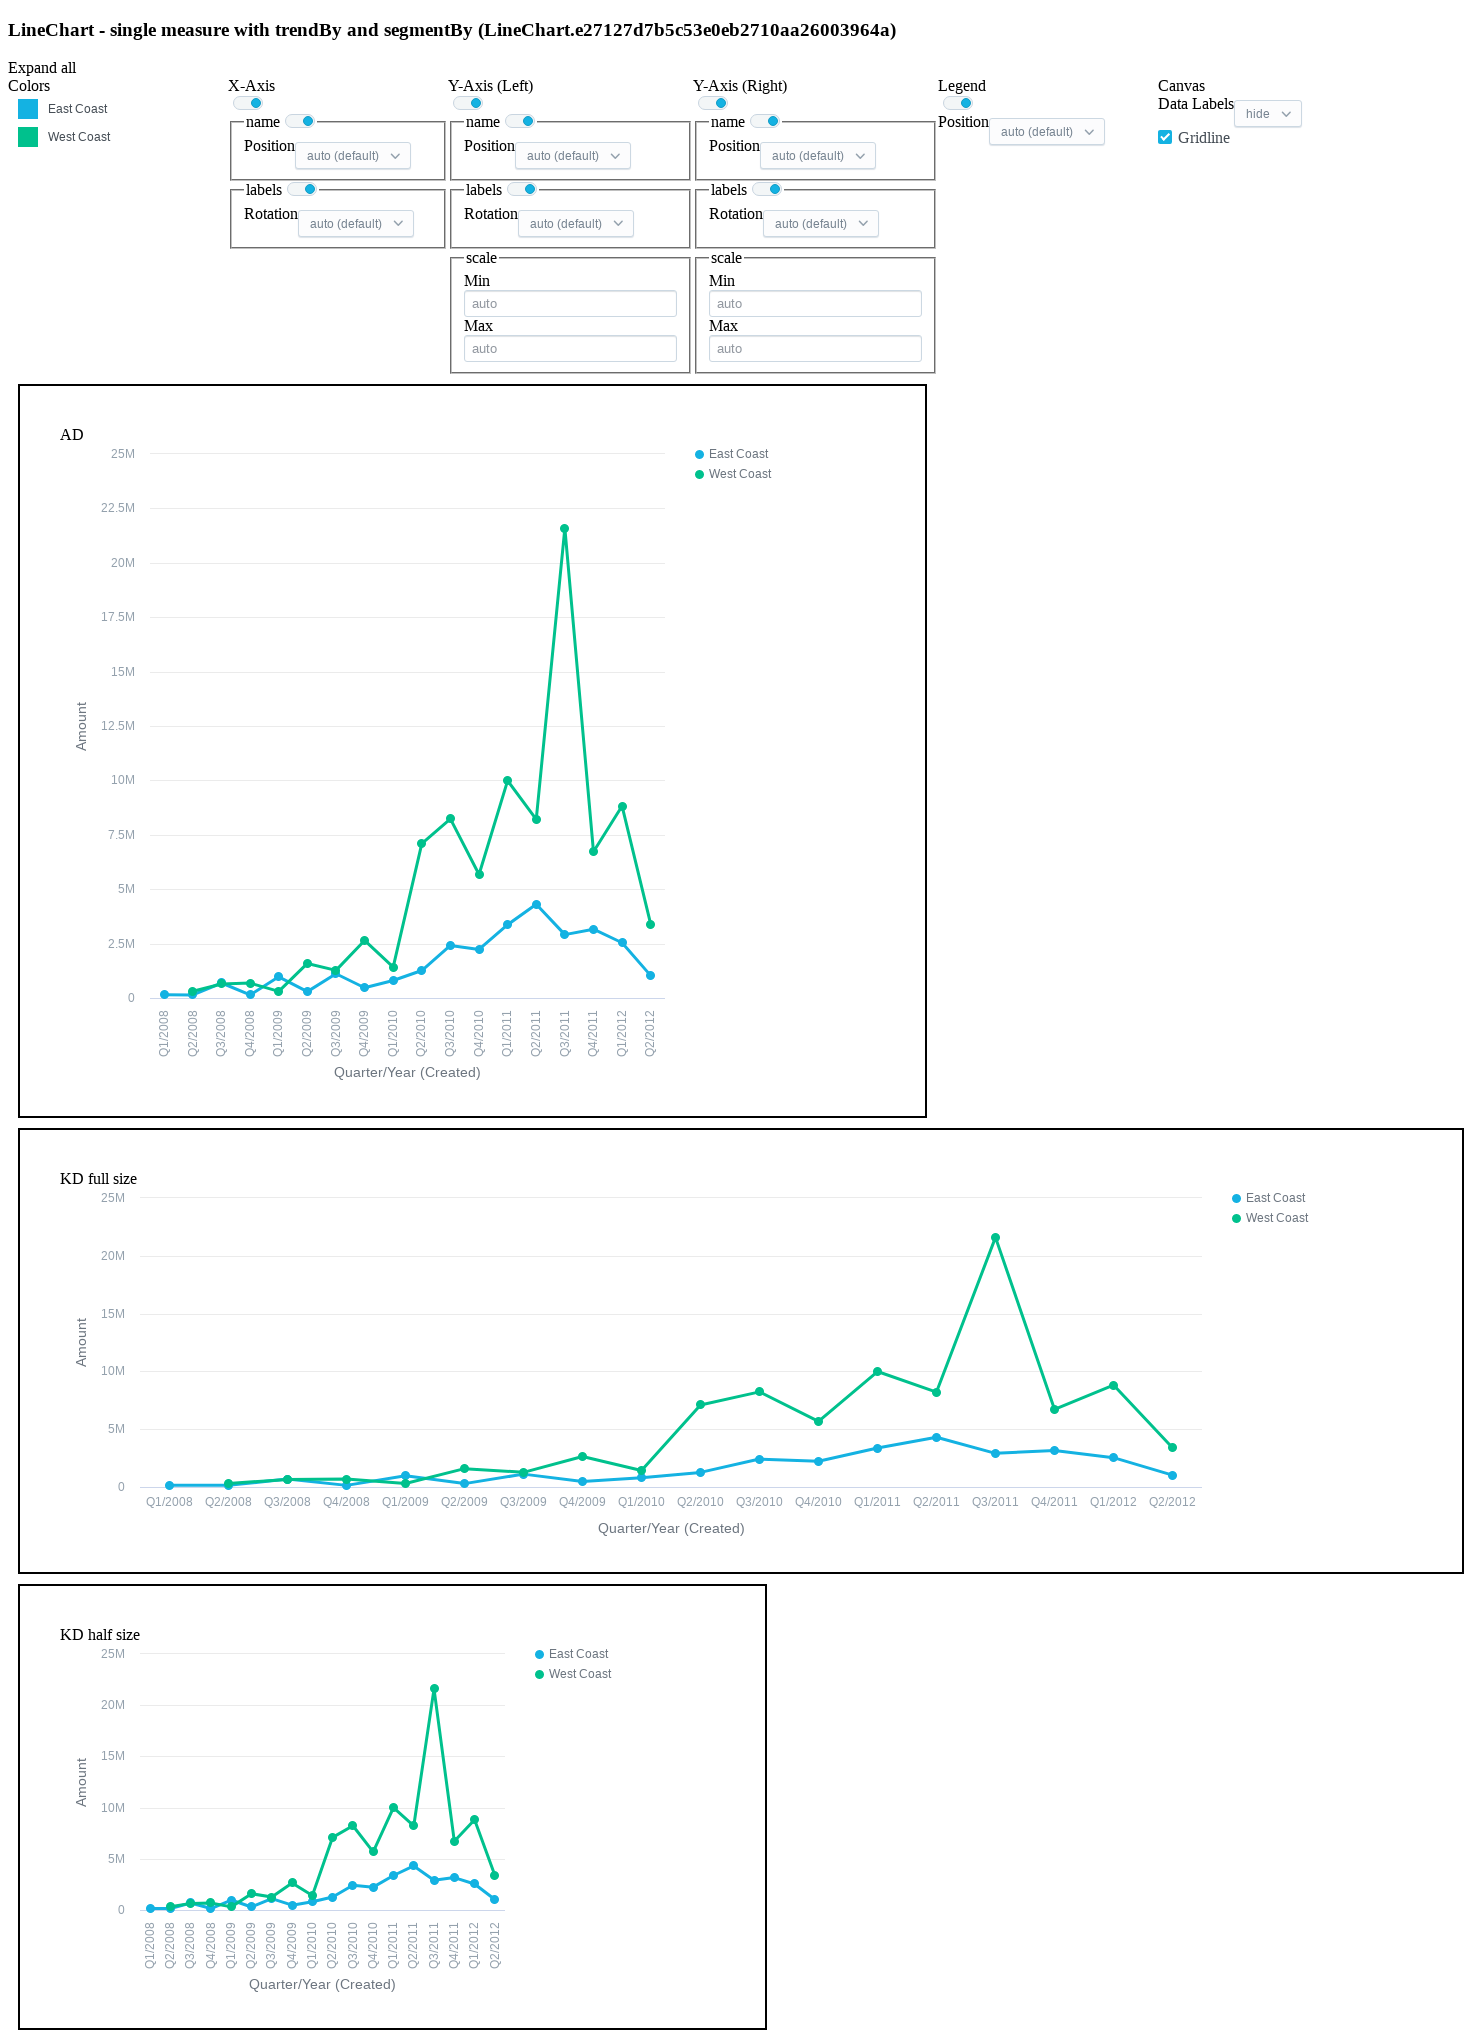 LineChart - single measure with trendBy and segmentBy (LineChart.e27127d7b5c53e0eb2710aa26003964a)
Expand all
Colors
East Coast
West Coast
X-Axis
name
Position auto (default)
labels
Rotation auto (default)
Y-Axis (Left)
name
Position auto (default)
labels
Rotation auto (default)
scale
Min
auto
Max
auto
Y-Axis (Right)
name
Position auto (default)
labels
Rotation auto (default)
scale
Min
auto
Max
auto
Legend
Position auto (default)
Canvas
Data Labels hide
Gridline
AD
25M
22.5M
20M
17.5M
15M
12.5M
10M
7.5M
5M
2.5M
0
Amount
Q1/2008
Q2/2008
Q3/2008
Q4/2008
Q1/2009
Q2/2009
Q3/2009
Q4/2009
Q1/2010
Q2/2010
Q3/2010
Q4/2010
Q1/2011
Q2/2011
Q3/2011
Q4/2011
Q1/2012
Q2/2012
Quarter/Year (Created)
East Coast
West Coast
KD full size
25M
20M
15M
10M
5M
0
Amount
Q1/2008 Q2/2008 Q3/2008 Q4/2008 Q1/2009 Q2/2009 Q3/2009 Q4/2009 Q1/2010 Q2/2010 Q3/2010 Q4/2010 Q1/2011 Q2/2011 Q3/2011 Q4/2011 Q1/2012 Q2/2012
Quarter/Year (Created)
East Coast
West Coast
KD half size
25M
20M
15M
10M
5M
0
Amount
Q1/2008
Q2/2008
Q3/2008
Q4/2008
Q1/2009
Q2/2009
Q3/2009
Q4/2009
Q1/2010
Q2/2010
Q3/2010
Q4/2010
Q1/2011
Q2/2011
Q3/2011
Q4/2011
Q1/2012
Q2/2012
Quarter/Year (Created)
East Coast
West Coast